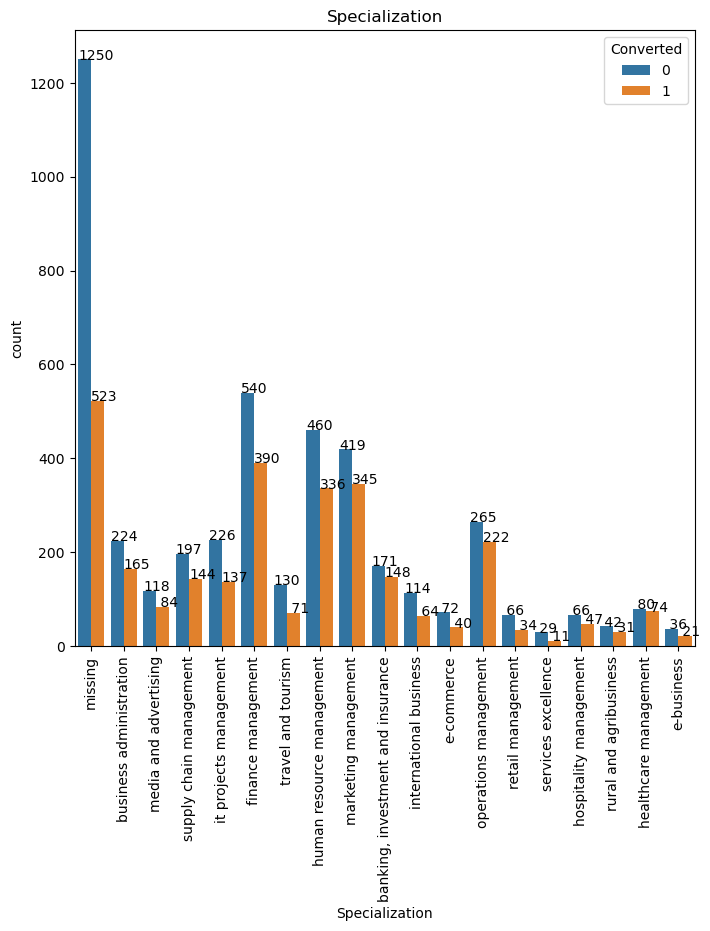 Specialization
Converted
0
1
1200
1000
800
600
400
200
0
count
1250
523
224
165
118
84
197
144
226
137
540
390
130
71
460
336
419
345
171
148
114
64
72
40
265
222
66
34
29
11
66
47
42
31
80
74
36
21
missing
business administration
media and advertising
supply chain management
it projects management
finance management
travel and tourism
human resource management
marketing management
banking, investment and insurance
international business
e-commerce
operations management
retail management
services excellence
hospitality management
rural and agribusiness
healthcare management
e-business
Specialization